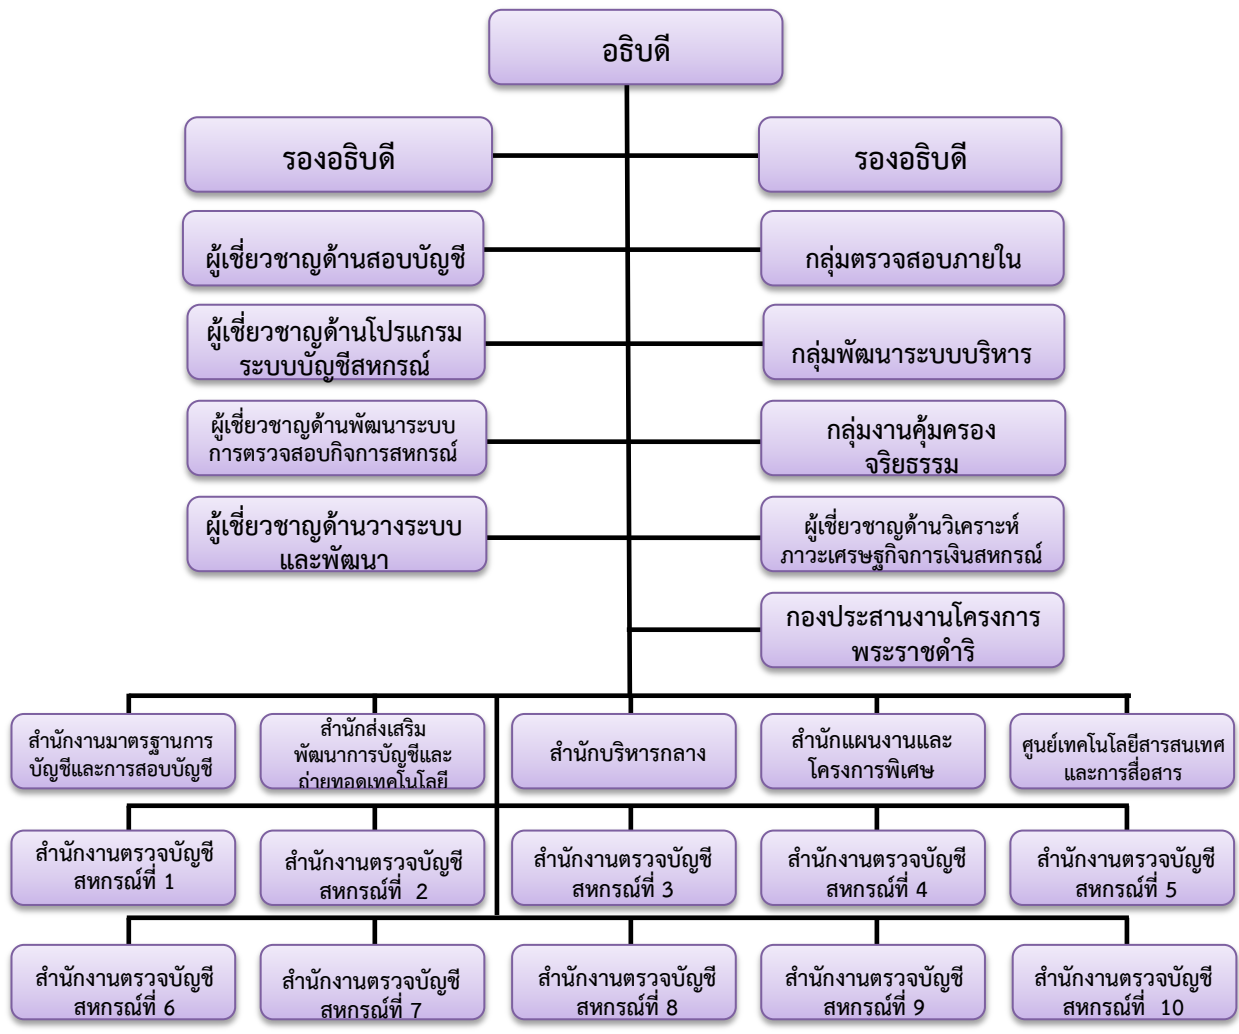 อธิบดี
รองอธิบดี
รองอธิบดี
ผู้เชี่ยวชาญด้านสอบบัญชี
กลุ่มตรวจสอบภายใน
ผู้เชี่ยวชาญด้านโปรแกรม
ระบบบัญชีสหกรณ์
กลุ่มพัฒนาระบบบริหาร
ผู้เชี่ยวชาญด้านพัฒนาระบบ
การตรวจสอบกิจการสหกรณ์
กลุ่มงานคุ้มครอง
จริยธรรม
ผู้เชี่ยวชาญด้านวางระบบ
และพัฒนา
ผู้เชี่ยวชาญด้านวิเคราะห์
ภาวะเศรษฐกิจการเงินสหกรณ์
กองประสานงานโครงการ
พระราชดำริ
สำนักงานมาตรฐานการ
บัญชีและการสอบบัญชี
สำนักส่งเสริม
พัฒนาการบัญชีและ
ถ่ายทอดเทคโนโลยี
สำนักบริหารกลาง
สำนักแผนงานและ
โครงการพิเศษ
ศูนย์เทคโนโลยีสารสนเทศ
และการสื่อสาร
สำนักงานตรวจบัญชี
สหกรณ์ที่ 1
สำนักงานตรวจบัญชี
สหกรณ์ที่ 2
สำนักงานตรวจบัญชี
สหกรณ์ที่ 3
สำนักงานตรวจบัญชี
สหกรณ์ที่ 4
สำนักงานตรวจบัญชี
สหกรณ์ที่ 5
สำนักงานตรวจบัญชี
สหกรณ์ที่ 6
สำนักงานตรวจบัญชี
สหกรณ์ที่ 7
สำนักงานตรวจบัญชี
สหกรณ์ที่ 8
สำนักงานตรวจบัญชี
สหกรณ์ที่ 9
สำนักงานตรวจบัญชี
สหกรณ์ที่ 10